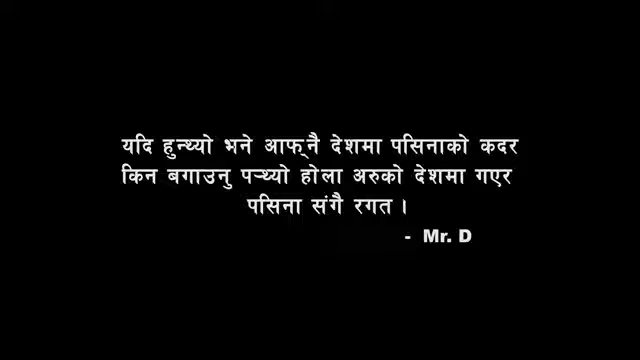 यदि हुन्थ्यो भने आफ्‌नै देशमा पसिनाको कदर
किन बगाउनु पर्‍थ्यो होला अरुको देशमा गएर
पसिना संगै रगत ।
- Mr. D